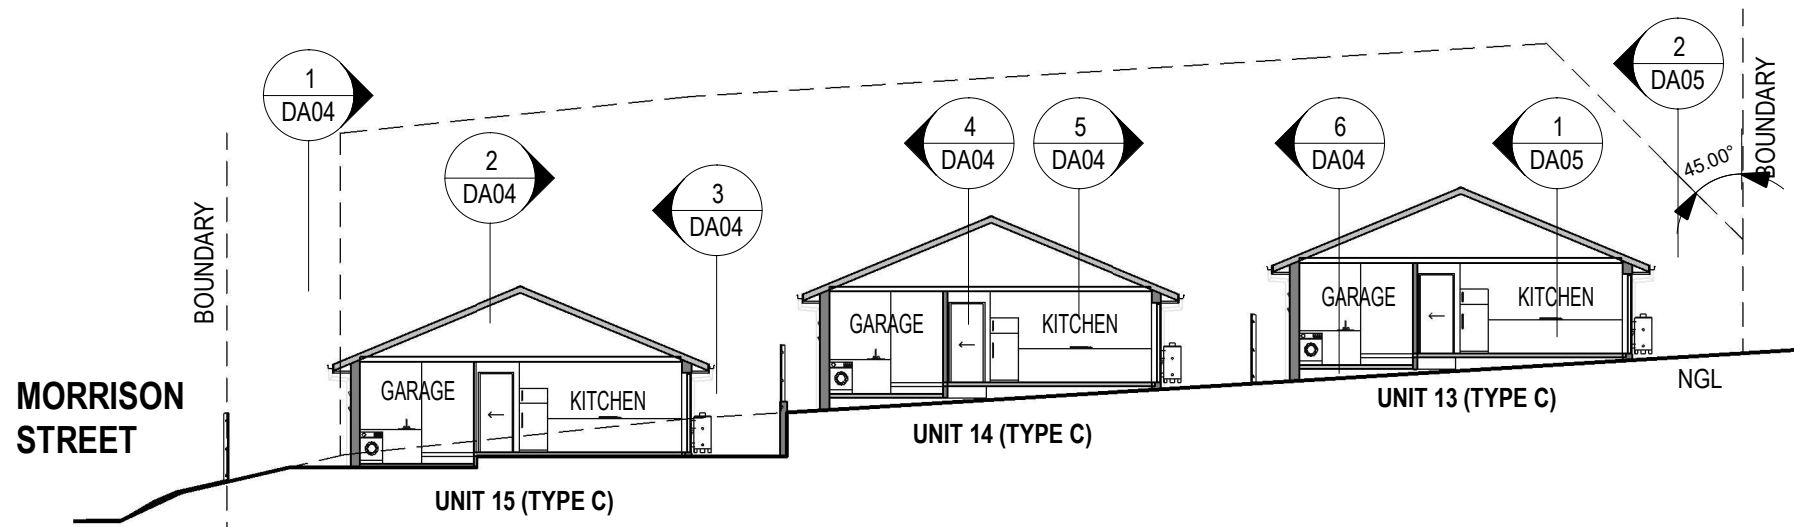 1
DA04
2
DA04
3
DA04
4
DA04
5
DA04
6
DA04
1
DA05
2
DA05
BOUNDARY
45.00°
BOUNDARY
GARAGE
KITCHEN
GARAGE
KITCHEN
GARAGE
KITCHEN
MORRISON
STREET
UNIT 15 (TYPE C)
UNIT 14 (TYPE C)
UNIT 13 (TYPE C)
NGL